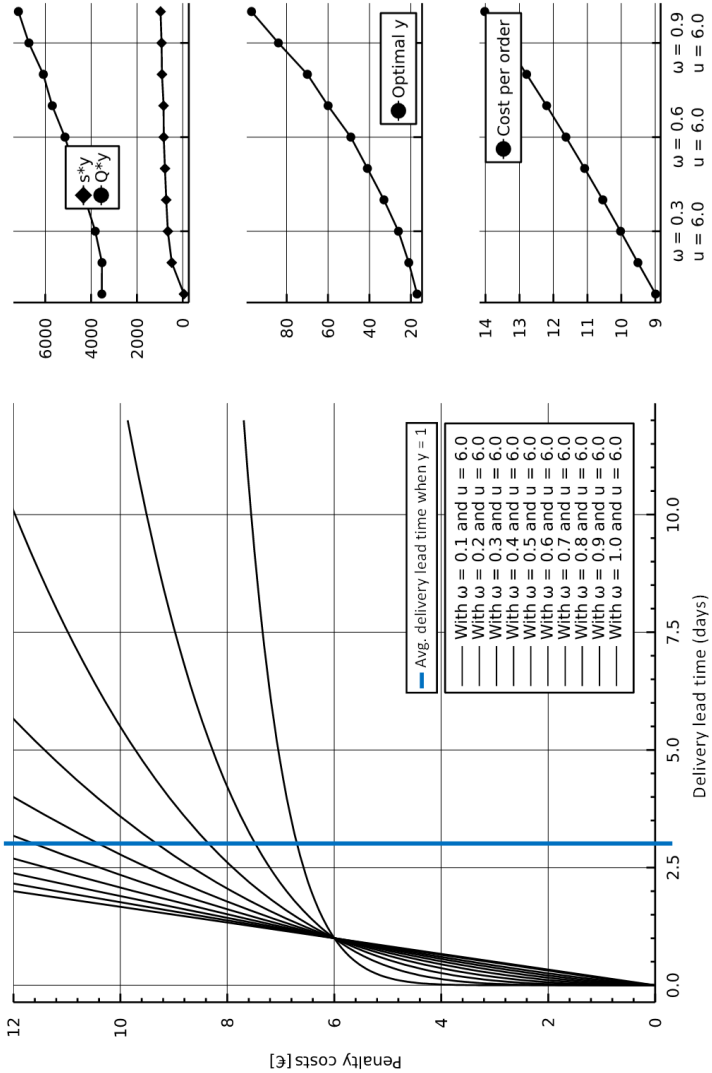 12
10
8
6
4
2
0
Penalty costs [€]
0.0
2.5
5.0
7.5
10.0
Delivery lead time (days)
Avg. delivery lead time when y = 1
With ω = 0.1 and u = 6.0
With ω = 0.2 and u = 6.0
With ω = 0.3 and u = 6.0
With ω = 0.4 and u = 6.0
With ω = 0.5 and u = 6.0
With ω = 0.6 and u = 6.0
With ω = 0.7 and u = 6.0
With ω = 0.8 and u = 6.0
With ω = 0.9 and u = 6.0
With ω = 1.0 and u = 6.0
6000
4000
2000
0
s*y
Q*y
80
60
40
20
Optimal y
14
13
12
11
10
9
Cost per order
ω = 0.3
u = 6.0
ω = 0.6
u = 6.0
ω = 0.9
u = 6.0